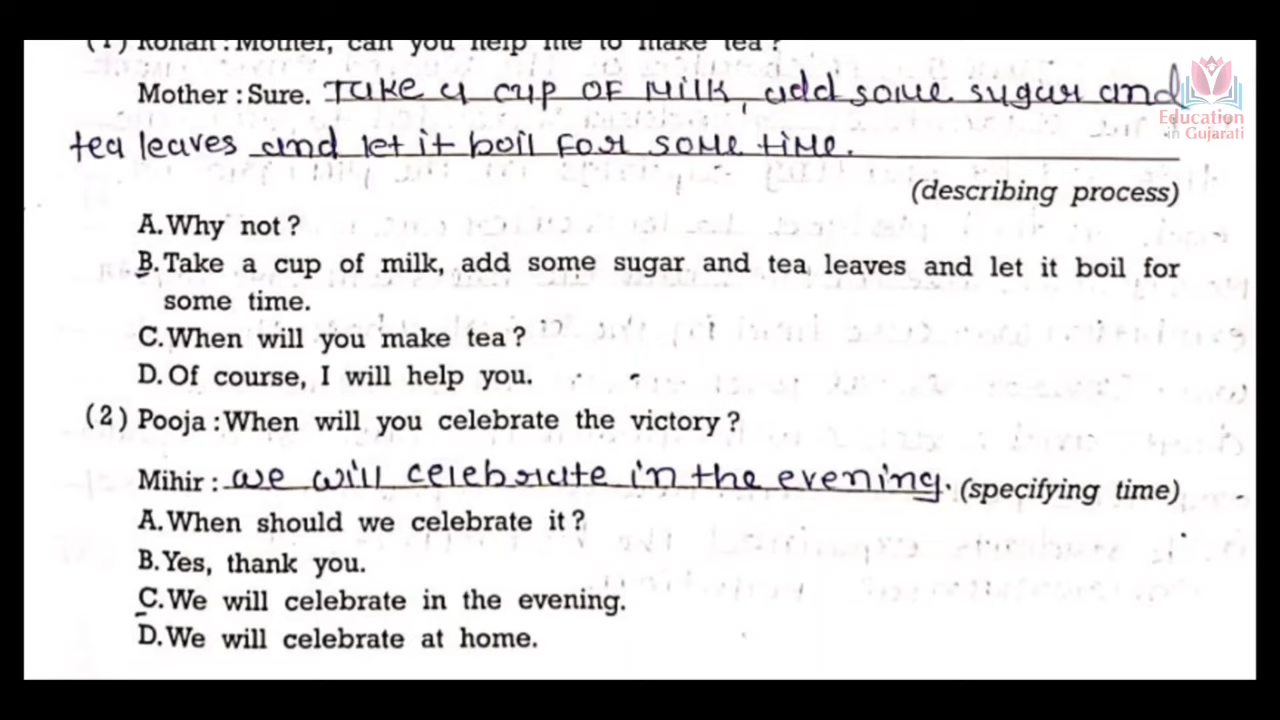 (1) Rohan : Mother, can you help me to make tea?
Mother : Sure. Take a cup of milk, add some sugar and
tea leaves and let it boil for some time.
(describing process)
A. Why not?
B. Take a cup of milk, add some sugar and tea leaves and let it boil for
some time.
C. When will you make tea?
D. Of course, I will help you.
(2) Pooja : When will you celebrate the victory?
Mihir : we will celebrate in the evening. (specifying time)
A. When should we celebrate it?
B. Yes, thank you.
C. We will celebrate in the evening.
D. We will celebrate at home.
Education
in Gujarati